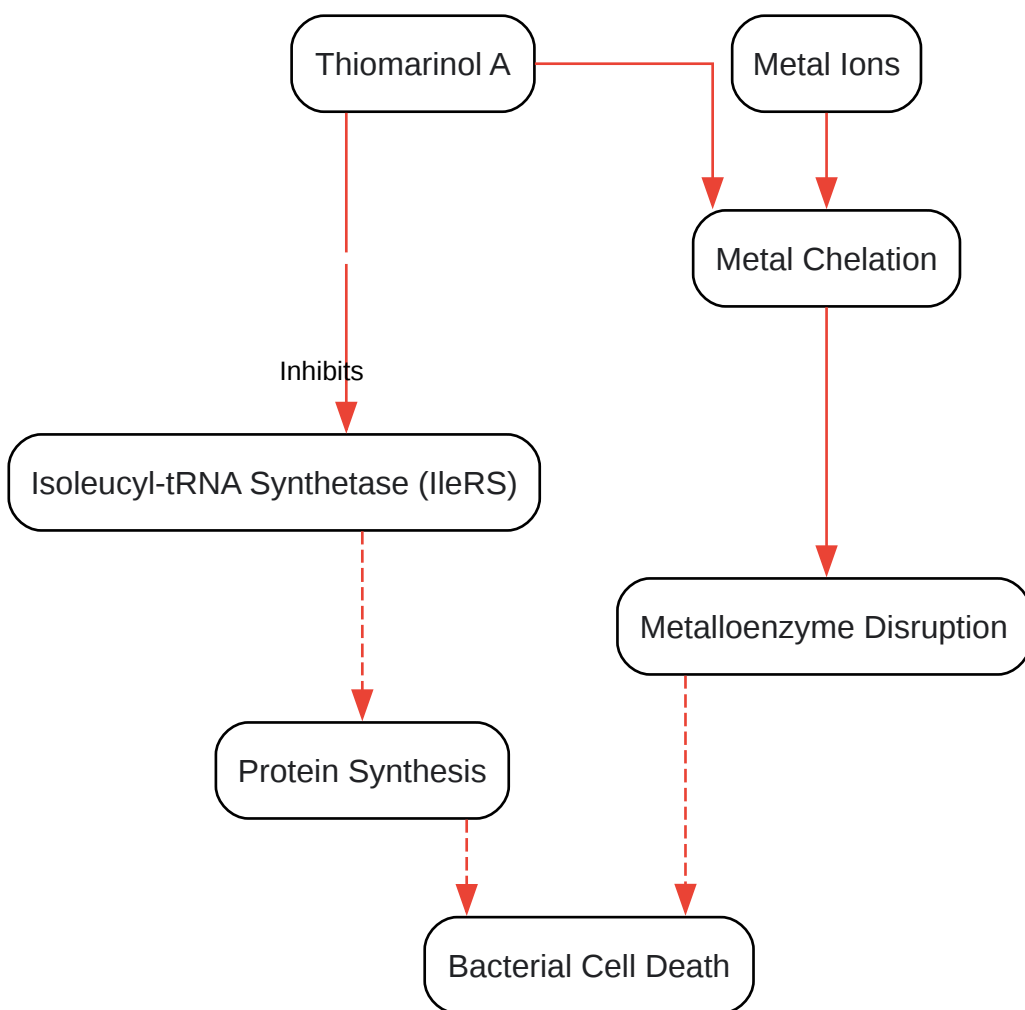 Thiomarinol A
Metal Ions
Metal Chelation
Inhibits
Isoleucyl-tRNA Synthetase (IleRS)
Metalloenzyme Disruption
Protein Synthesis
Bacterial Cell Death